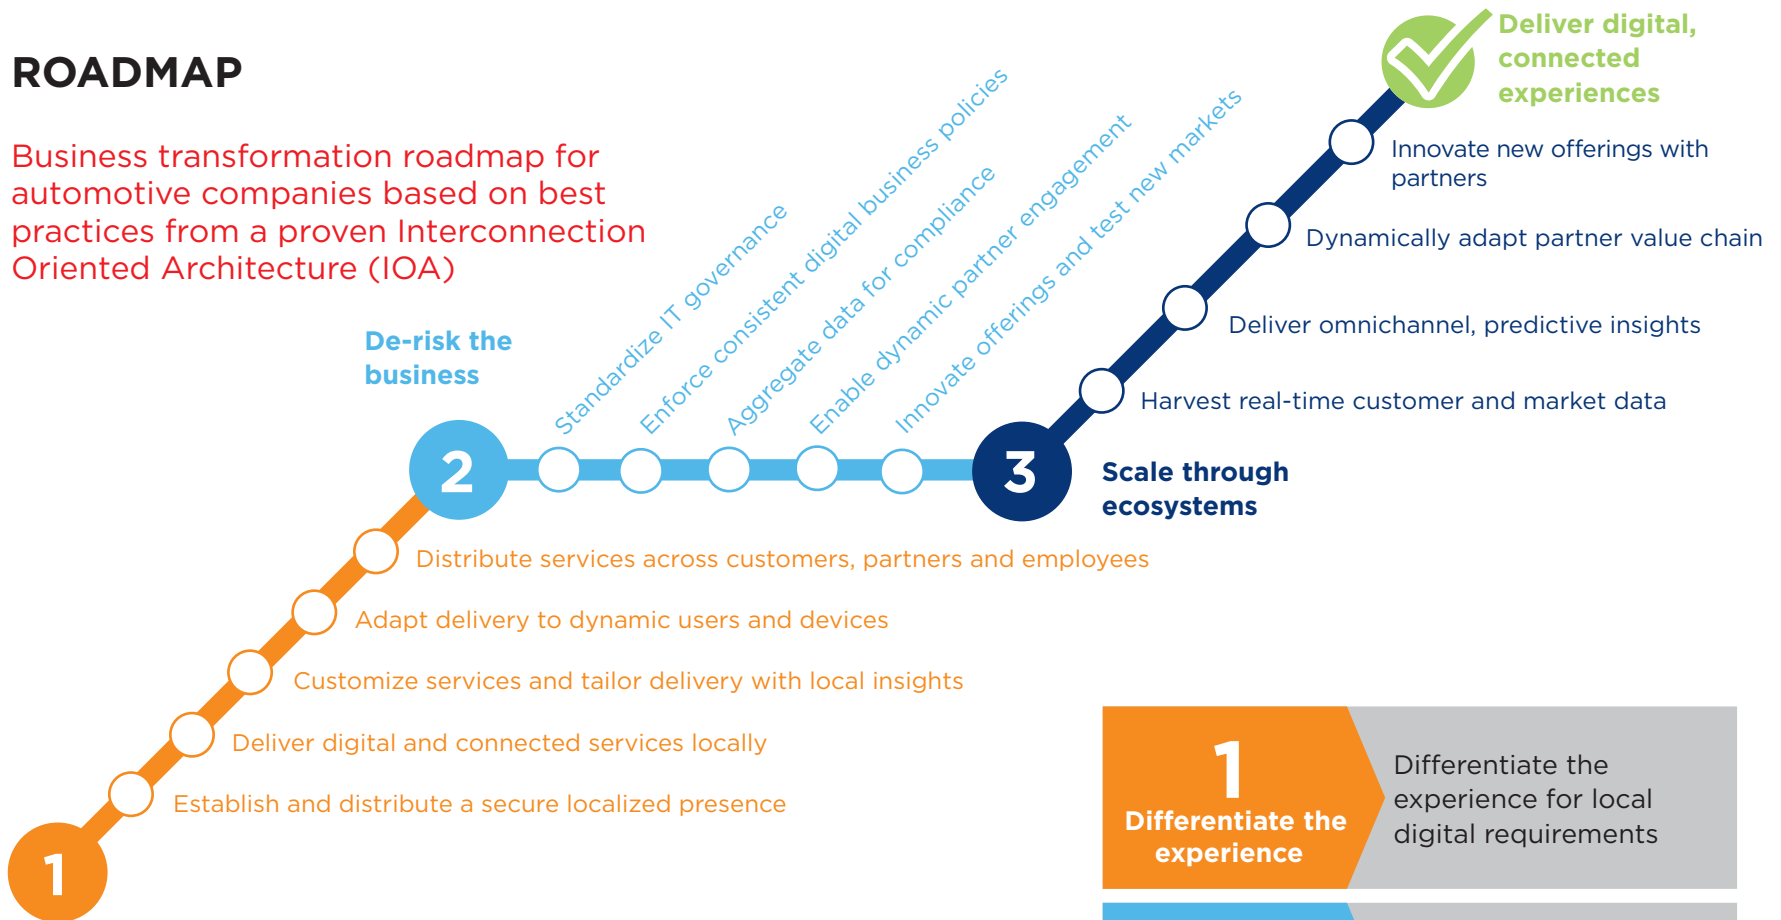 ROADMAP
Business transformation roadmap for
automotive companies based on best
practices from a proven Interconnection
Oriented Architecture (IOA)
Deliver digital,
connected
experiences
Innovate new offerings with
partners
Dynamically adapt partner value chain
Deliver omnichannel, predictive insights
Harvest real-time customer and market data
3
Scale through
ecosystems
De-risk the
business
2
Standardize IT governance
Enforce consistent digital business policies
Aggregate data for compliance
Enable dynamic partner engagement
Innovate offerings and test new markets
Distribute services across customers, partners and employees
Adapt delivery to dynamic users and devices
Customize services and tailor delivery with local insights
Deliver digital and connected services locally
Establish and distribute a secure localized presence
1
1
Differentiate the
experience
Differentiate the
experience for local
digital requirements